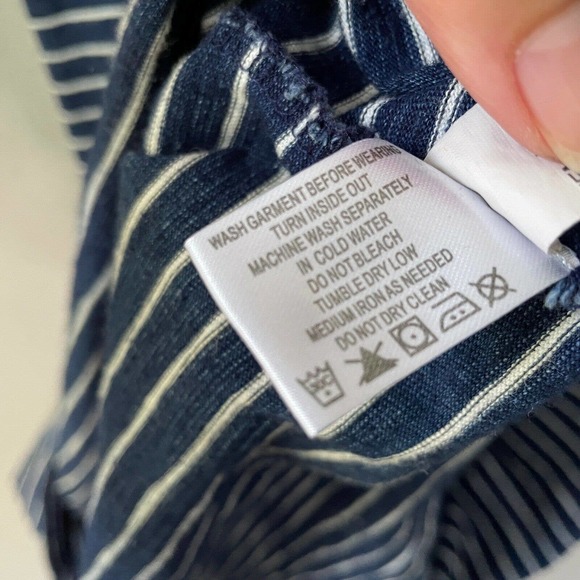 WASH GARMENT BEFORE WEARING
TURN INSIDE OUT
MACHINE WASH SEPARATELY
IN COLD WATER
DO NOT BLEACH
TUMBLE DRY LOW
MEDIUM IRON AS NEEDED
DO NOT DRY CLEAN